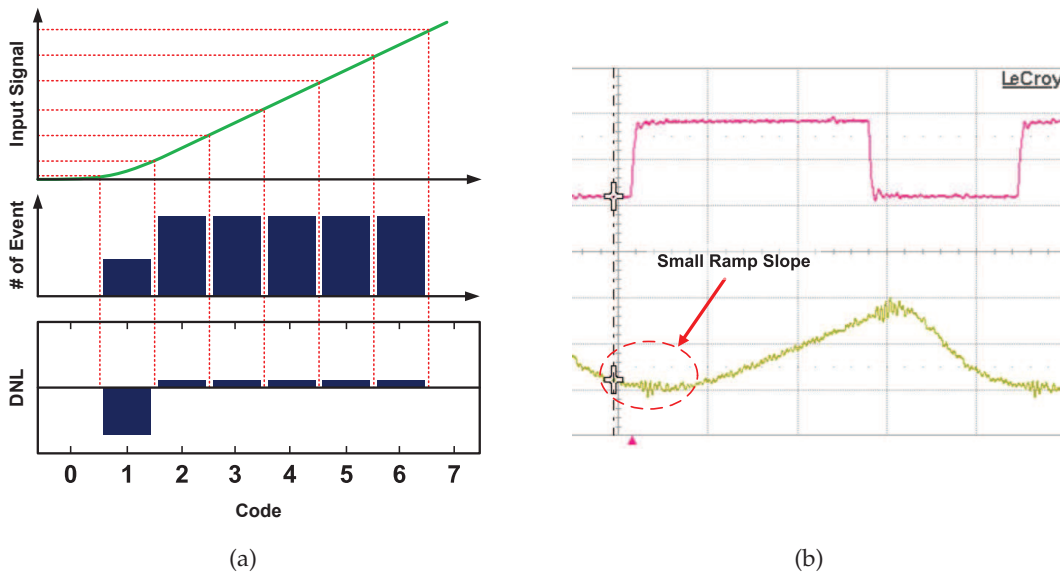 Input Signal
# of Event
DNL
0 1 2 3 4 5 6 7
Code
(a)
LeCroy
Small Ramp Slope
(b)